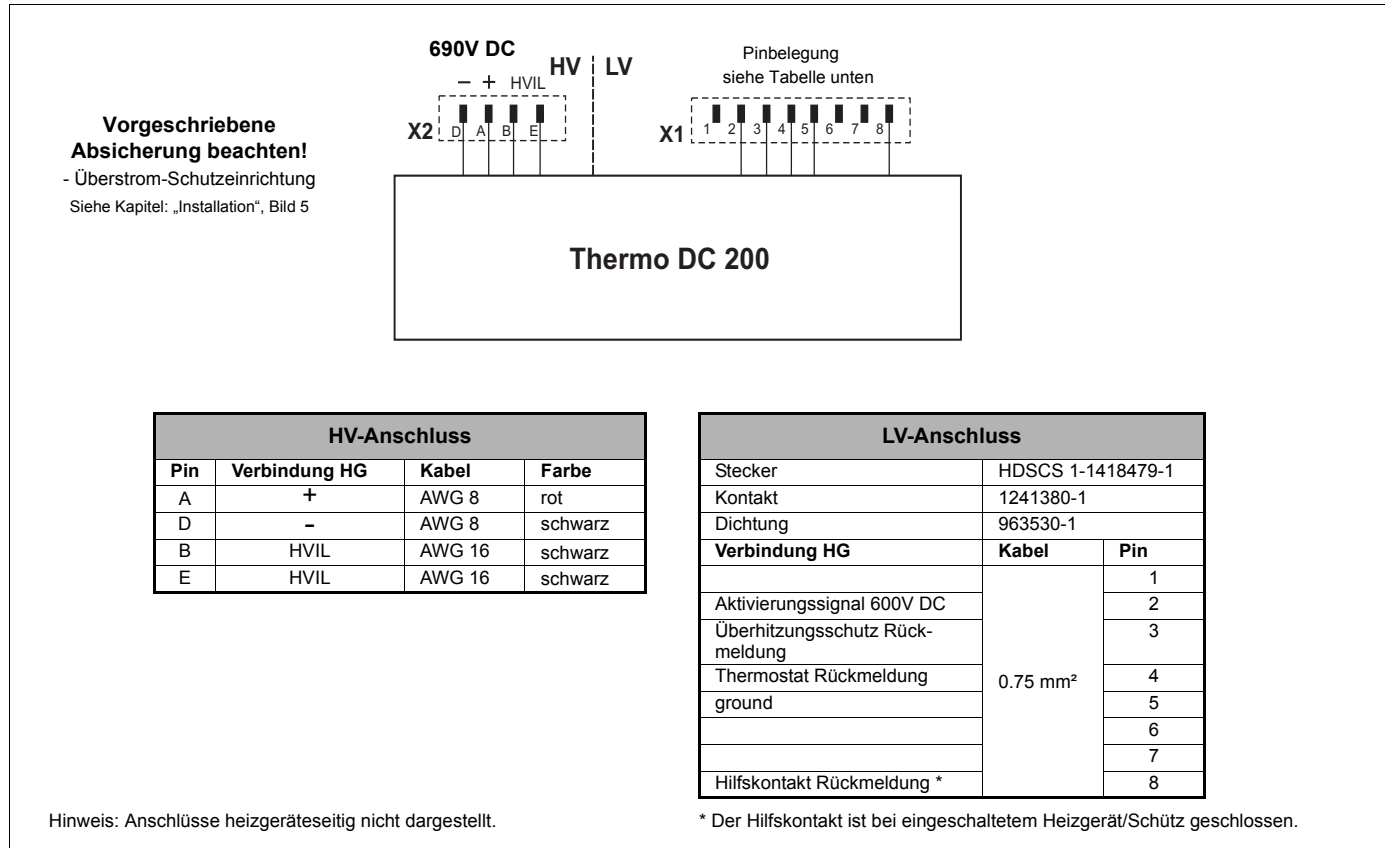 690V DC
− + HVIL
HV LV
X2 D A B E
Pinbelegung
siehe Tabelle unten
X1 1 2 3 4 5 6 7 8
Vorgeschriebene
Absicherung beachten!
- Überstrom-Schutzeinrichtung
Siehe Kapitel: „Installation“, Bild 5
Thermo DC 200
HV-Anschluss
Pin Verbindung HG Kabel Farbe
A + AWG 8 rot
D − AWG 8 schwarz
B HVIL AWG 16 schwarz
E HVIL AWG 16 schwarz
LV-Anschluss
Stecker HDSCS 1-1418479-1
Kontakt 1241380-1
Dichtung 963530-1
Verbindung HG Kabel Pin
1
Aktivierungssignal 600V DC 2
Überhitzungsschutz Rück- 3
meldung
Thermostat Rückmeldung 0.75 mm² 4
ground 5
6
7
Hilfskontakt Rückmeldung * 8
Hinweis: Anschlüsse heizgeräteseitig nicht dargestellt.
* Der Hilfskontakt ist bei eingeschaltetem Heizgerät/Schütz geschlossen.